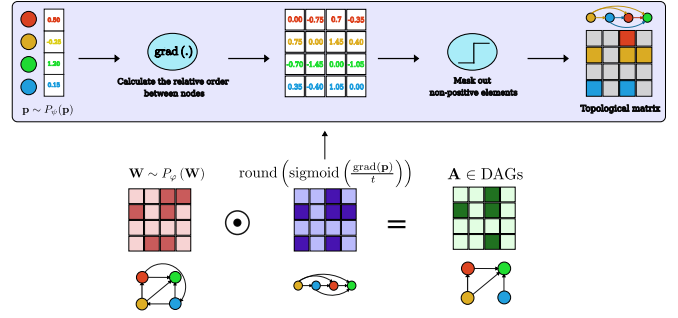 0.50
-0.25
1.20
0.15
p ~ Pψ(p)
grad (.)
Calculate the relative order
between nodes
0.00 -0.75 0.7 -0.35
0.75 0.00 1.45 0.40
-0.70 -1.45 0.00 -1.05
0.35 -0.40 1.05 0.00
Mask out
non-positive elements
Topological matrix
W ~ Pφ (W)
round (sigmoid (grad(p)/t))
A ∈ DAGs
⊙
=